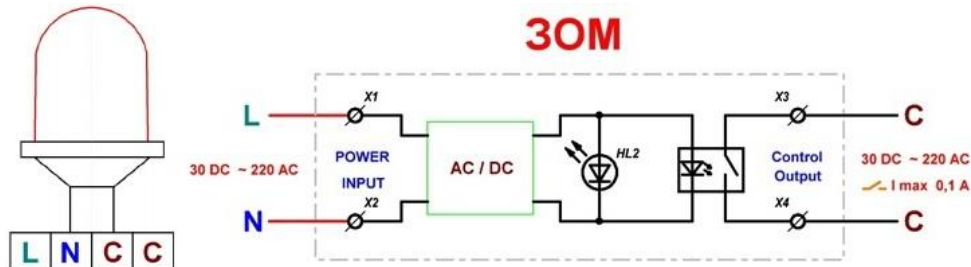 ЗОМ
L
X1
X3
C
30 DC ~ 220 AC
POWER
INPUT
AC / DC
HL2
Control
Output
30 DC ~ 220 AC
I max 0,1 A
N
X2
X4
C
L N C C